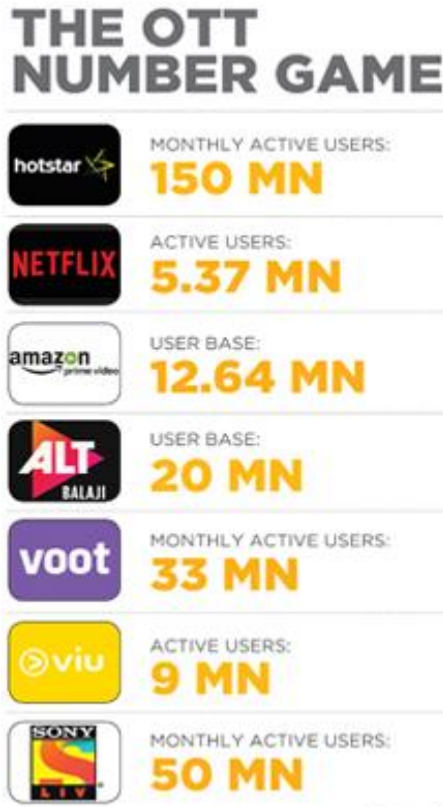 THE OTT
NUMBER GAME
hotstar
MONTHLY ACTIVE USERS:
150 MN
NETFLIX
ACTIVE USERS:
5.37 MN
amazon
prime video
USER BASE:
12.64 MN
ALT
BALAJI
USER BASE:
20 MN
voot
MONTHLY ACTIVE USERS:
33 MN
viu
ACTIVE USERS:
9 MN
SONY
LIV
MONTHLY ACTIVE USERS:
50 MN